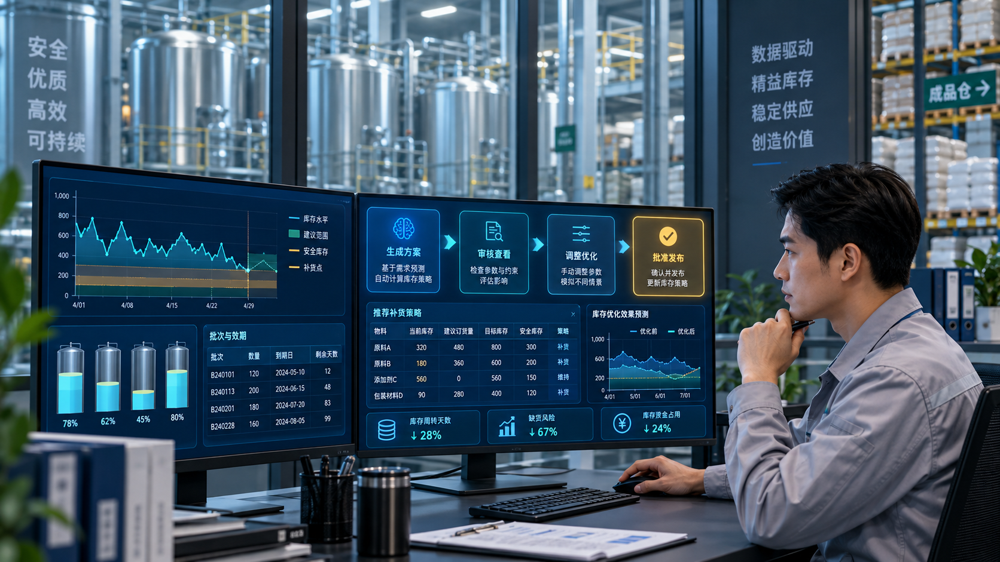 安全
优质
高效
可持续
数据驱动
精益库存
稳定供应
创造价值
成品仓→
1,000
800
600
400
200
0
4/01 4/08 4/15 4/22 4/29
库存水平
建议范围
安全库存
补货点
78% 62% 45% 80%
批次与效期
批次 数量 到期日 剩余天数
B240101 120 2024-05-10 12
B240113 200 2024-06-15 48
B240201 180 2024-07-20 83
B240228 160 2024-08-05 99
生成方案
基于需求预测
自动计算库存策略
审核查看
检查参数与约束
评估影响
调整优化
手动调整参数
模拟不同情景
批准发布
确认并发布
更新库存策略
推荐补货策略 ×
物料 当前库存 建议订货量 目标库存 安全库存 策略
原料A 320 480 800 300 补货
原料B 180 360 600 200 补货
添加剂C 560 0 560 150 维持
包装材料D 90 280 400 120 补货
库存优化效果预测
优化前 优化后
1,000
600
200
0
4/01 5/01 6/01 7/01
库存周转天数
↓28%
缺货风险
↓67%
¥
库存资金占用
↓24%